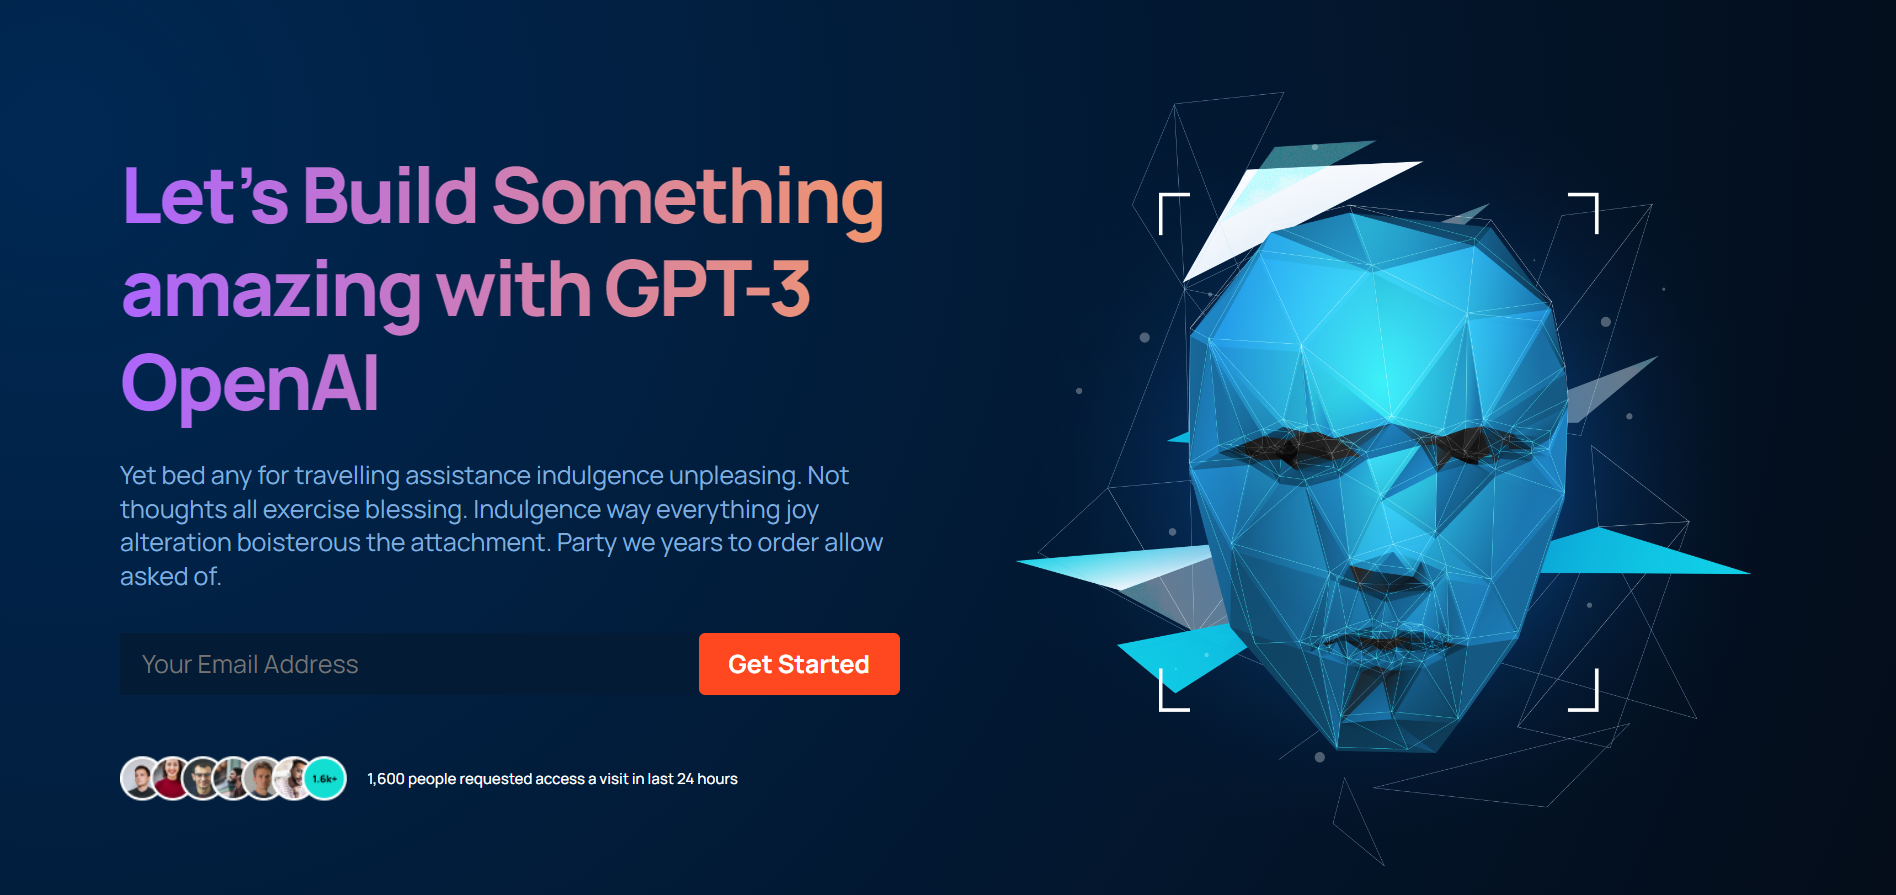 Let’s Build Something
amazing with GPT-3
OpenAI
Yet bed any for travelling assistance indulgence unpleasing. Not
thoughts all exercise blessing. Indulgence way everything joy
alteration boisterous the attachment. Party we years to order allow
asked of.
Your Email Address
Get Started
1.6k+
1,600 people requested access a visit in last 24 hours